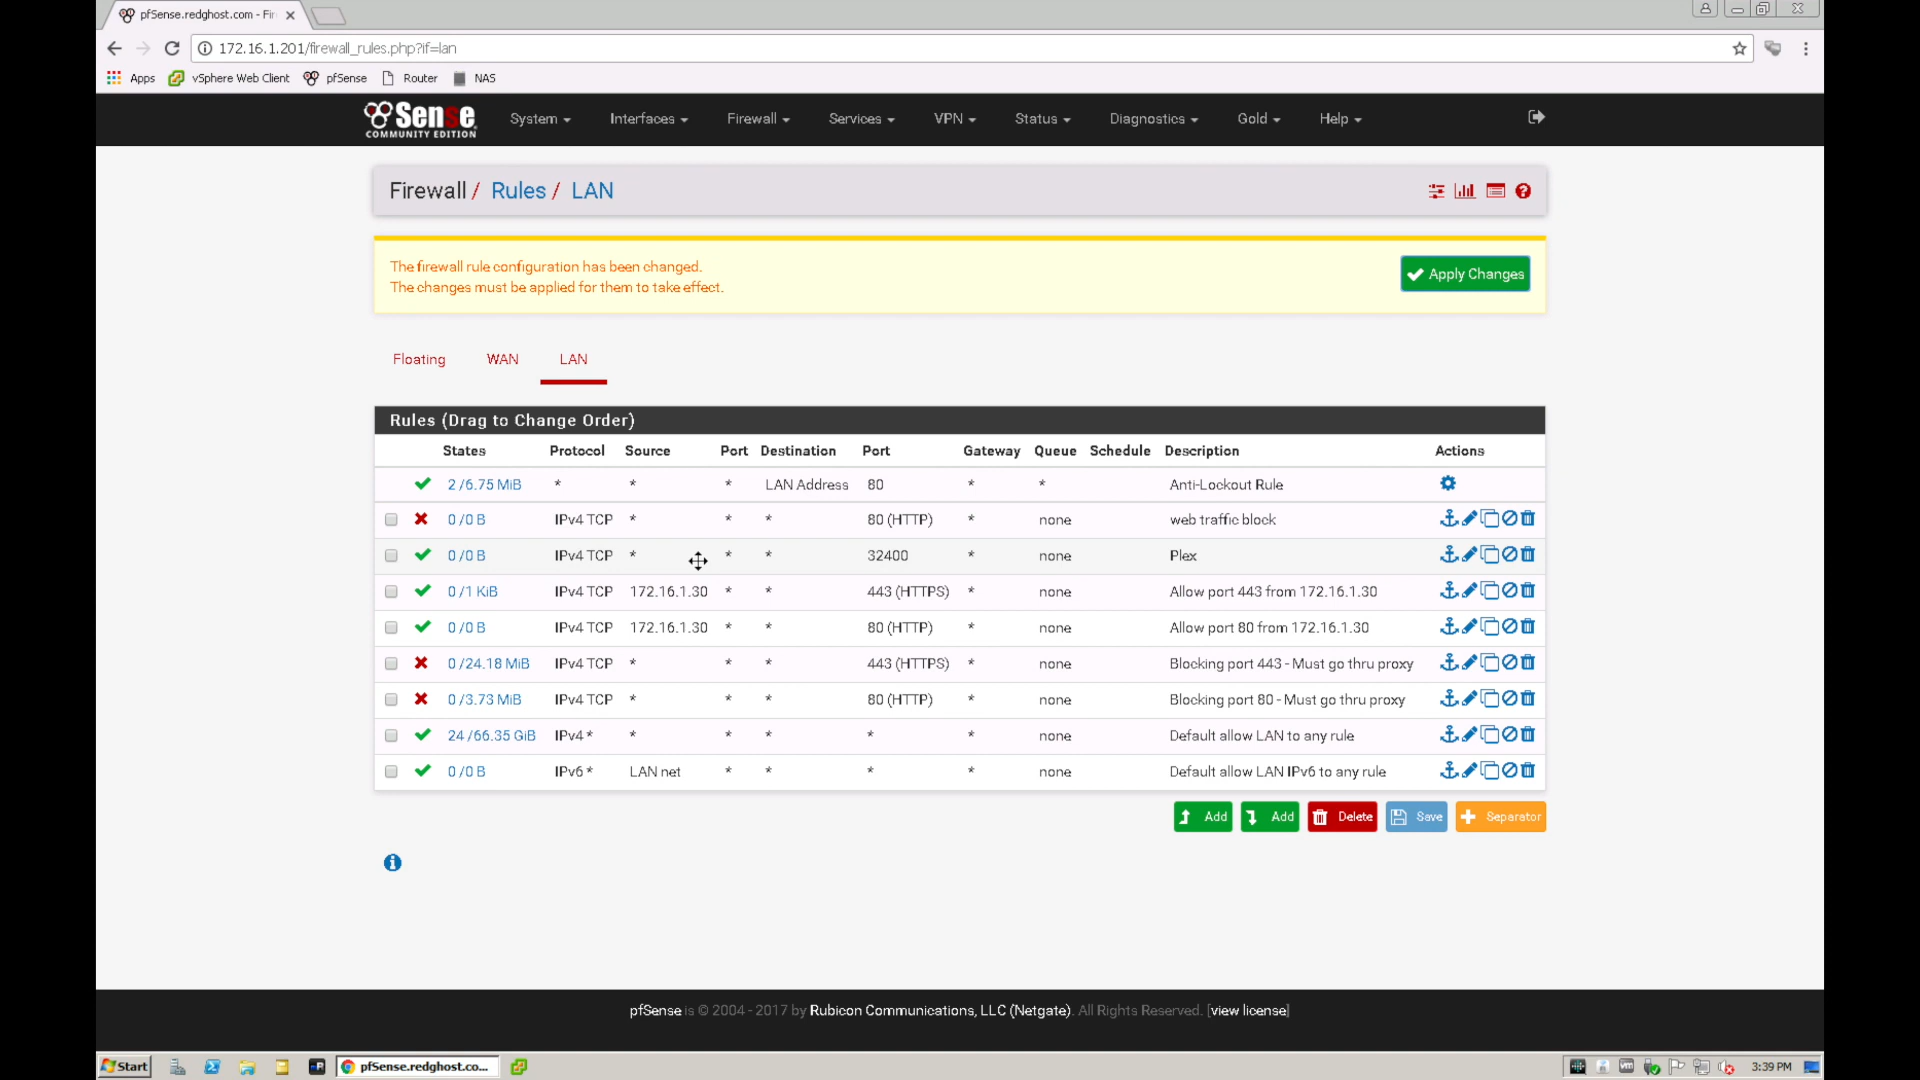 pfSense.redghost.com - Fir
172.16.1.201/firewall_rules.php?if=lan
Apps vSphere Web Client pfSense Router NAS
Sense
COMMUNITY EDITION
System Interfaces Firewall Services VPN Status Diagnostics Gold Help
Firewall / Rules / LAN
The firewall rule configuration has been changed.
The changes must be applied for them to take effect.
Apply Changes
Floating WAN LAN
Rules (Drag to Change Order)
States Protocol Source Port Destination Port Gateway Queue Schedule Description Actions
2 /6.75 MiB * * * LAN Address 80 * * Anti-Lockout Rule
0 /0 B IPv4 TCP * * * 80 (HTTP) * none web traffic block
0 /0 B IPv4 TCP * * * 32400 * none Plex
0 /1 KiB IPv4 TCP 172.16.1.30 * * 443 (HTTPS) * none Allow port 443 from 172.16.1.30
0 /0 B IPv4 TCP 172.16.1.30 * * 80 (HTTP) * none Allow port 80 from 172.16.1.30
0 /24.18 MiB IPv4 TCP * * * 443 (HTTPS) * none Blocking port 443 - Must go thru proxy
0 /3.73 MiB IPv4 TCP * * * 80 (HTTP) * none Blocking port 80 - Must go thru proxy
24 /66.35 GiB IPv4 * * * * * * none Default allow LAN to any rule
0 /0 B IPv6 * LAN net * * * * none Default allow LAN IPv6 to any rule
Add Add Delete Save Separator
pfSense is © 2004 - 2017 by Rubicon Communications, LLC (Netgate). All Rights Reserved. [view license]
Start pfSense.redghost.co... 3:39 PM